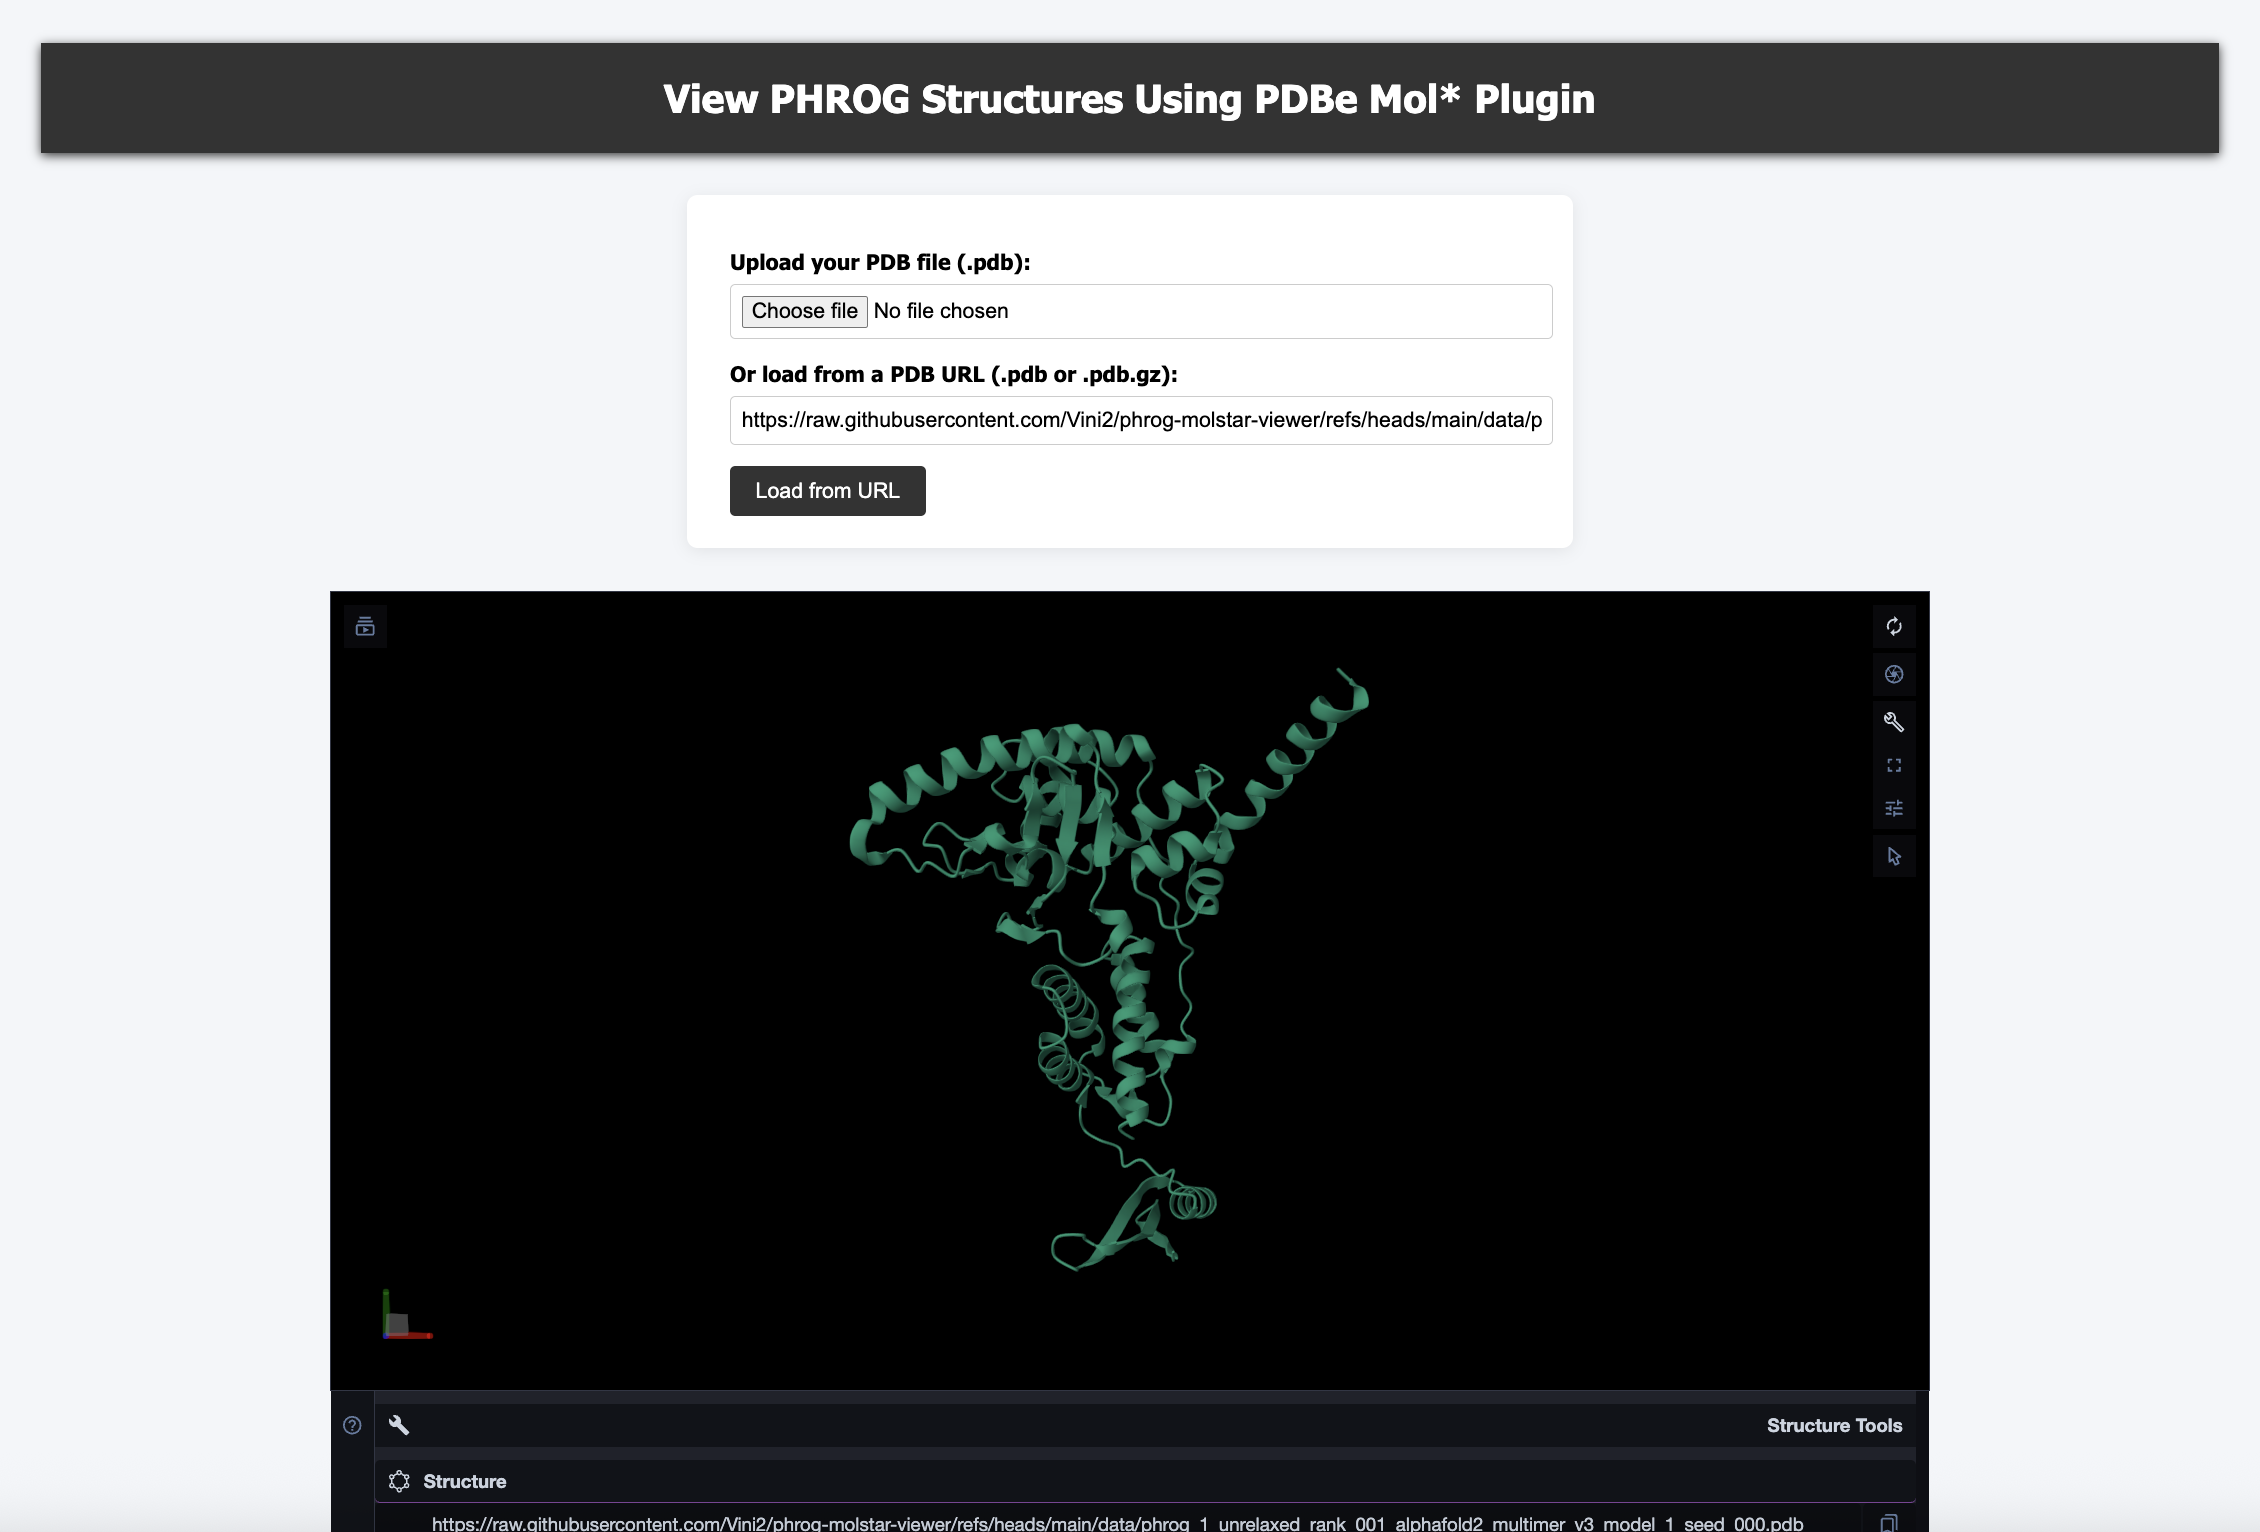 View PHROG Structures Using PDBe Mol* Plugin
Upload your PDB file (.pdb):
Choose file No file chosen
Or load from a PDB URL (.pdb or .pdb.gz):
https://raw.githubusercontent.com/Vini2/phrog-molstar-viewer/refs/heads/main/data/p
Load from URL
Structure Tools
Structure
https://raw.githubusercontent.com/Vini2/phrog-molstar-viewer/refs/heads/main/data/phrog_1_unrelaxed_rank_001_alphafold2_multimer_v3_model_1_seed_000.pdb